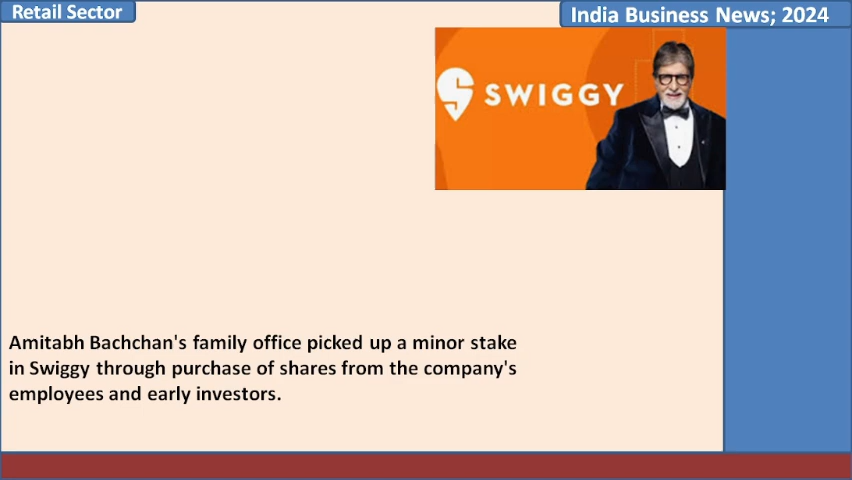 Retail Sector
India Business News; 2024
SWIGGY
Amitabh Bachchan's family office picked up a minor stake
in Swiggy through purchase of shares from the company's
employees and early investors.